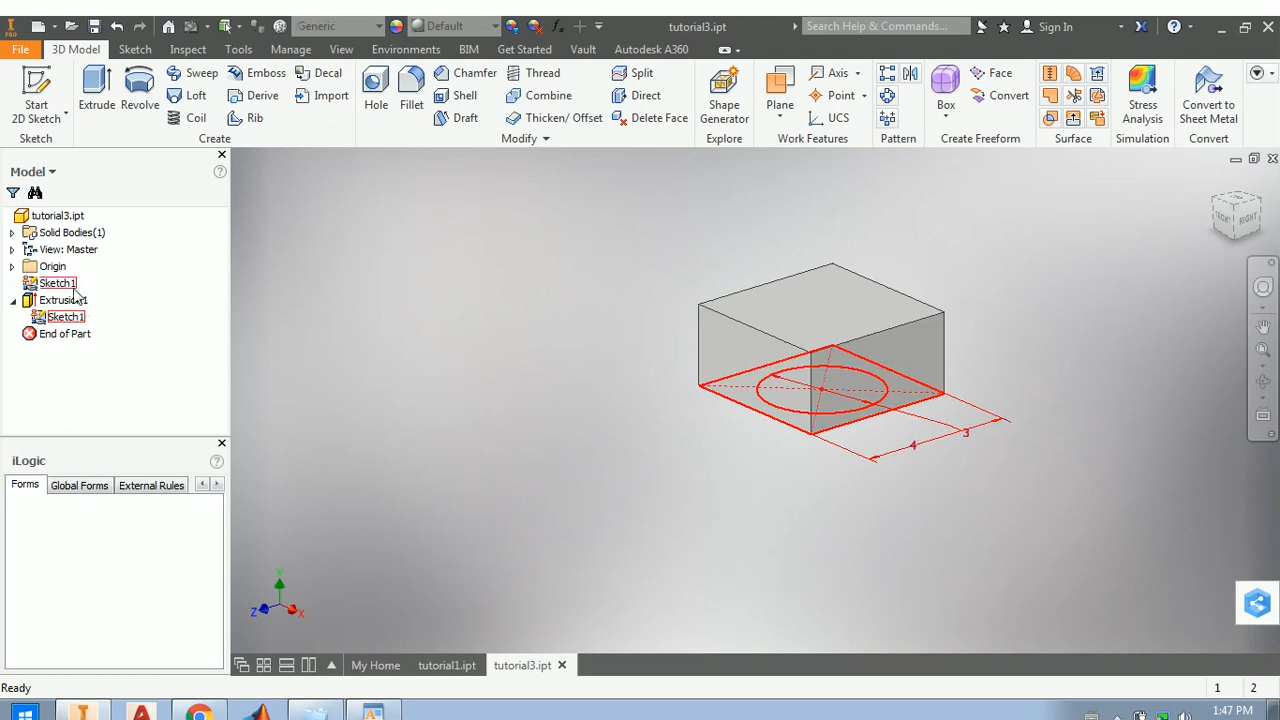 PRO
Generic
Default
tutorial3.ipt
Search Help & Commands...
Sign In
File 3D Model Sketch Inspect Tools Manage View Environments BIM Get Started Vault Autodesk A360
Start
2D Sketch
Sketch
Extrude Revolve
Sweep Emboss Decal
Loft Derive Import
Coil Rib
Create
Hole Fillet
Chamfer Thread Split
Shell Combine Direct
Draft Thicken/ Offset Delete Face
Modify
Shape
Generator
Explore
Plane
Axis
Point
UCS
Work Features
Pattern
Box
Face
Convert
Create Freeform
Surface
Stress
Analysis
Simulation
Convert to
Sheet Metal
Convert
Model
tutorial3.ipt
Solid Bodies(1)
View: Master
Origin
Sketch1
Extrusion1
Sketch1
End of Part
iLogic
Forms Global Forms External Rules
FRONT RIGHT
4
3
Y
Z
X
My Home tutorial1.ipt tutorial3.ipt
Ready
1 2
1:47 PM